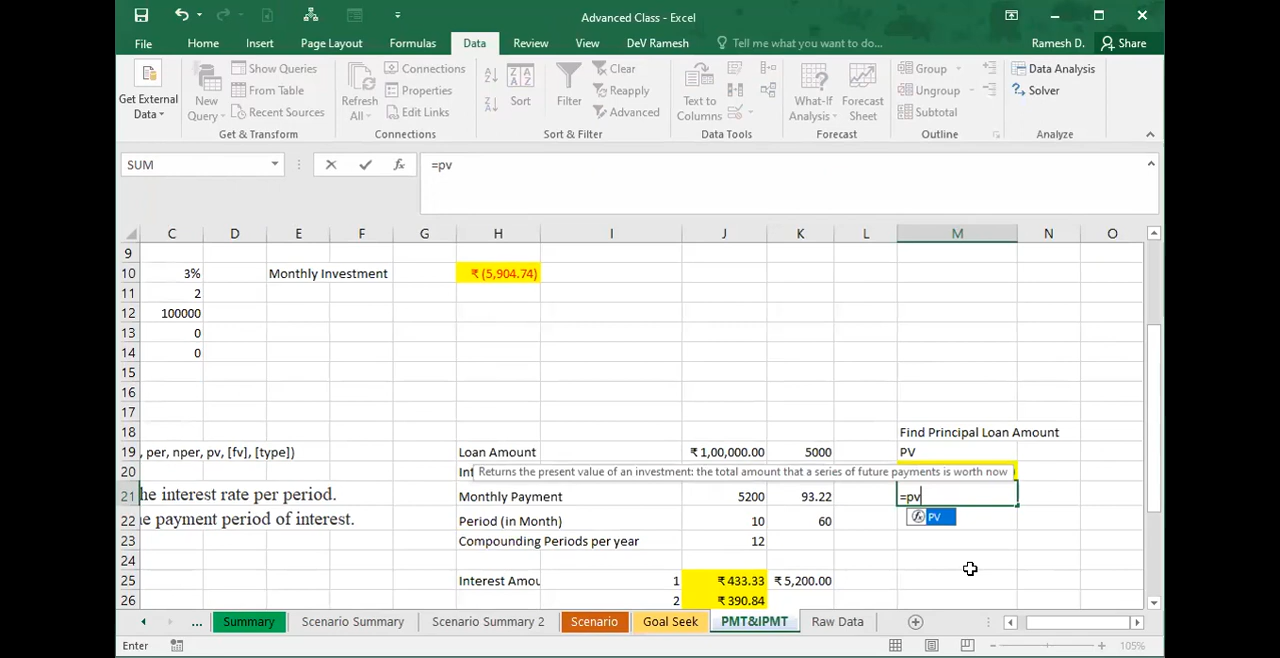 Advanced Class - Excel
File Home Insert Page Layout Formulas Data Review View DeV Ramesh Tell me what you want to do... Ramesh D. Share
Get External Data New Query Show Queries From Table Recent Sources Refresh All Connections Properties Edit Links Sort Filter Clear Reapply Advanced Text to Columns What-If Analysis Forecast Sheet Group Ungroup Subtotal Data Analysis Solver
Get & Transform Connections Sort & Filter Data Tools Forecast Outline Analyze
SUM fx =pv
C D E F G H I J K L M N O
9
10 3% Monthly Investment ₹ (5,904.74)
11 2
12 100000
13 0
14 0
15
16
17
18 Find Principal Loan Amount
19 , per, nper, pv, [fv], [type]) Loan Amount ₹ 1,00,000.00 5000 PV
20 Int Returns the present value of an investment: the total amount that a series of future payments is worth now
21 he interest rate per period. Monthly Payment 5200 93.22 =pv
22 e payment period of interest. Period (in Month) 10 60 PV
23 Compounding Periods per year 12
24
25 Interest Amou 1 ₹ 433.33 ₹ 5,200.00
26 2 ₹ 390.84
... Summary Scenario Summary Scenario Summary 2 Scenario Goal Seek PMT&IPMT Raw Data
Enter 105%